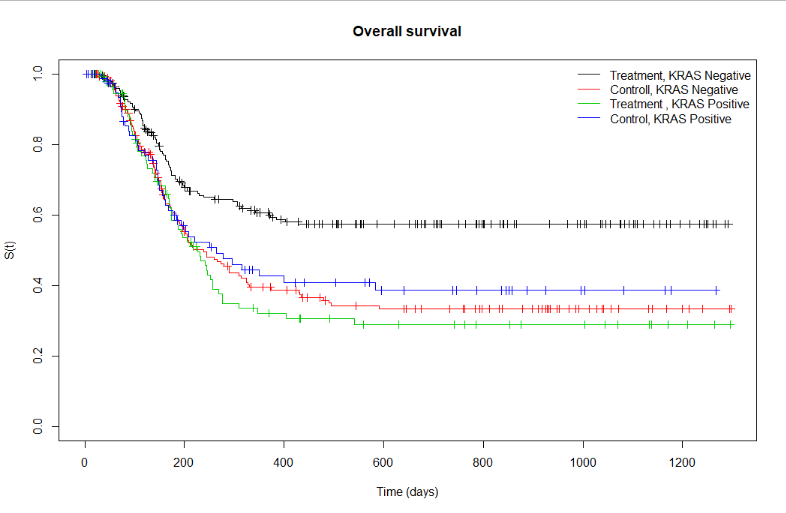 Overall survival
Treatment, KRAS Negative
Controll, KRAS Negative
Treatment , KRAS Positive
Control, KRAS Positive
S(t)
1.0
0.8
0.6
0.4
0.2
0.0
0 200 400 600 800 1000 1200
Time (days)